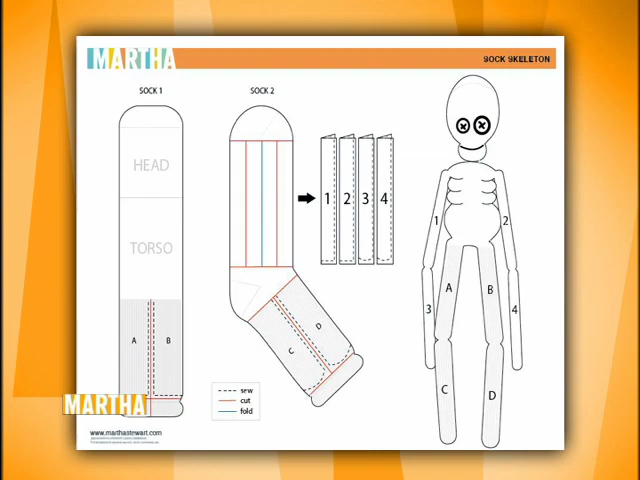 MARTHA
SOCK SKELETON
SOCK 1
SOCK 2
HEAD
TORSO
A
B
C
D
1
2
3
4
1
2
3
4
A
B
C
D
sew
cut
fold
MARTHA
www.marthastewart.com